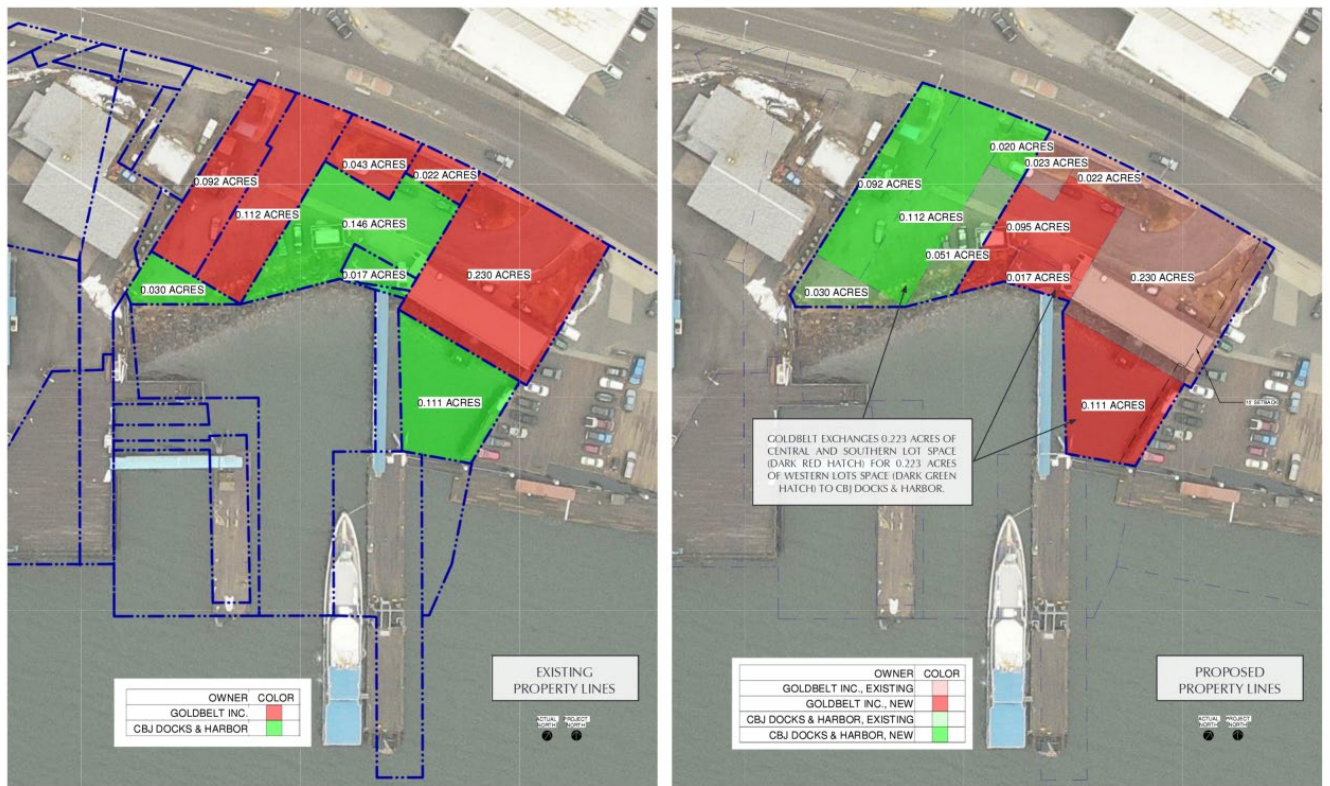 0.043 ACRES
0.022 ACRES
0.092 ACRES
0.112 ACRES
0.146 ACRES
0.017 ACRES
0.230 ACRES
0.030 ACRES
0.111 ACRES
EXISTING
PROPERTY LINES
OWNER COLOR
GOLDBELT INC.
CBJ DOCKS & HARBOR
ACTUAL NORTH
PROJECT NORTH
0.020 ACRES
0.023 ACRES
0.022 ACRES
0.092 ACRES
0.112 ACRES
0.095 ACRES
0.051 ACRES
0.017 ACRES
0.230 ACRES
0.030 ACRES
0.111 ACRES
GOLDBELT EXCHANGES 0.223 ACRES OF
CENTRAL AND SOUTHERN LOT SPACE
(DARK RED HATCH) FOR 0.223 ACRES
OF WESTERN LOTS SPACE (DARK GREEN
HATCH) TO CBJ DOCKS & HARBOR.
PROPOSED
PROPERTY LINES
OWNER COLOR
GOLDBELT INC., EXISTING
GOLDBELT INC., NEW
CBJ DOCKS & HARBOR, EXISTING
CBJ DOCKS & HARBOR, NEW
ACTUAL NORTH
PROJECT NORTH